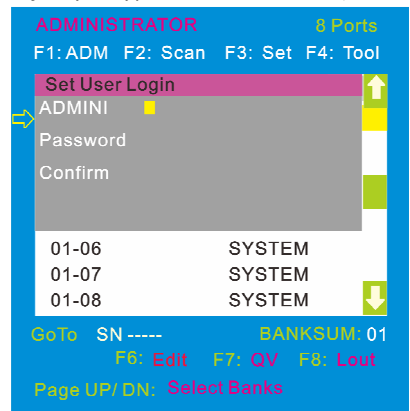 ADMINISTRATOR 8 Ports
F1: ADM F2: Scan F3: Set F4: Tool
Set User Login
ADMINI
Password
Confirm
01-06 SYSTEM
01-07 SYSTEM
01-08 SYSTEM
GoTo SN ----- BANKSUM: 01
F6: Edit F7: QV F8: Lout
Page UP/ DN: Select Banks